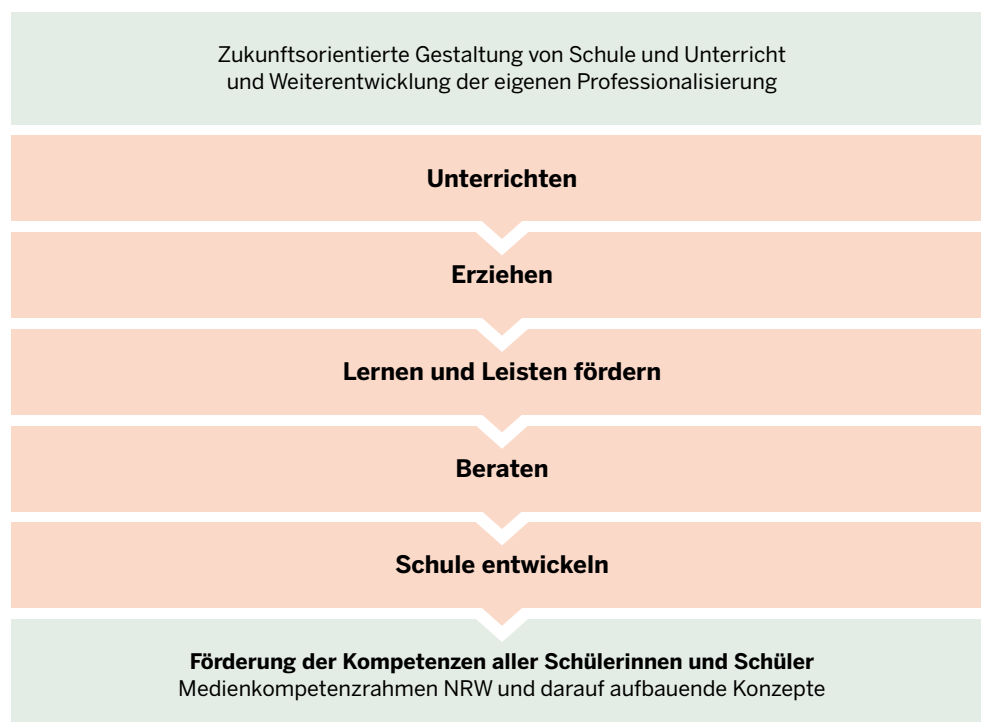 Zukunftsorientierte Gestaltung von Schule und Unterricht
und Weiterentwicklung der eigenen Professionalisierung
Unterrichten
Erziehen
Lernen und Leisten fördern
Beraten
Schule entwickeln
Förderung der Kompetenzen aller Schülerinnen und Schüler
Medienkompetenzrahmen NRW und darauf aufbauende Konzepte